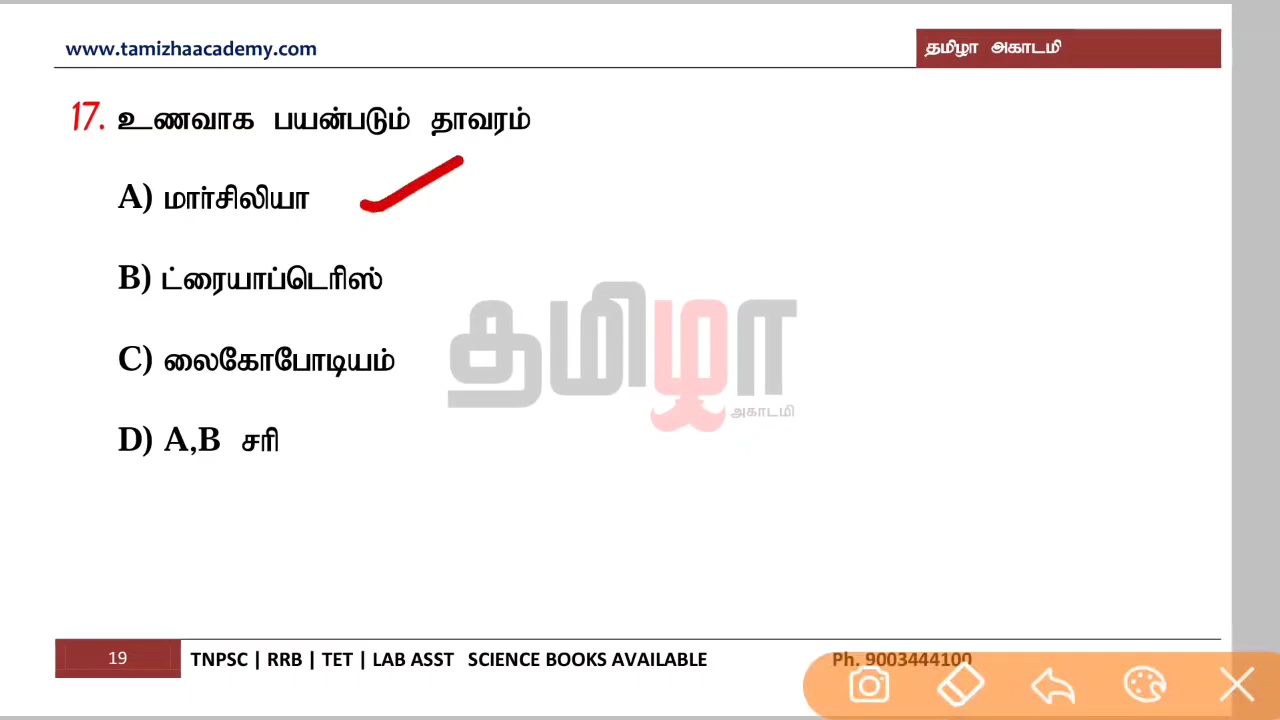 www.tamizhaacademy.com
தமிழா அகாடமி
17. உணவாக பயன்படும் தாவரம்
A) மார்சிலியா
B) ட்ரையாப்டெரிஸ்
C) லைகோபோடியம்
D) A,B சரி
தமிழா
அகாடமி
19
TNPSC | RRB | TET | LAB ASST SCIENCE BOOKS AVAILABLE
Ph. 9003444100